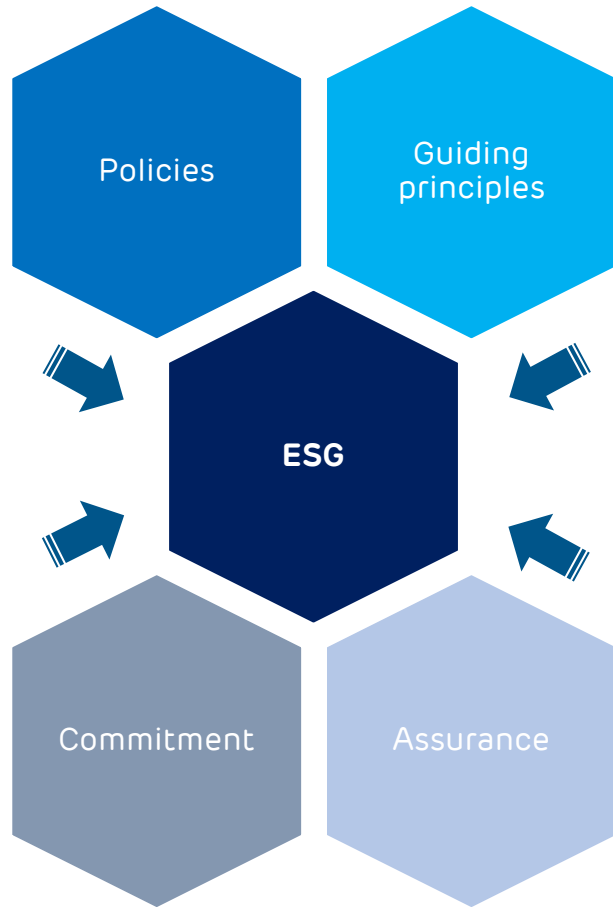 Policies
Guiding
principles
ESG
Commitment
Assurance